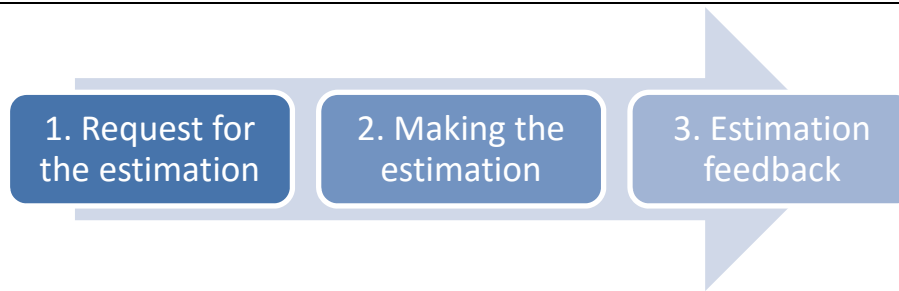 1. Request for
the estimation
2. Making the
estimation
3. Estimation
feedback